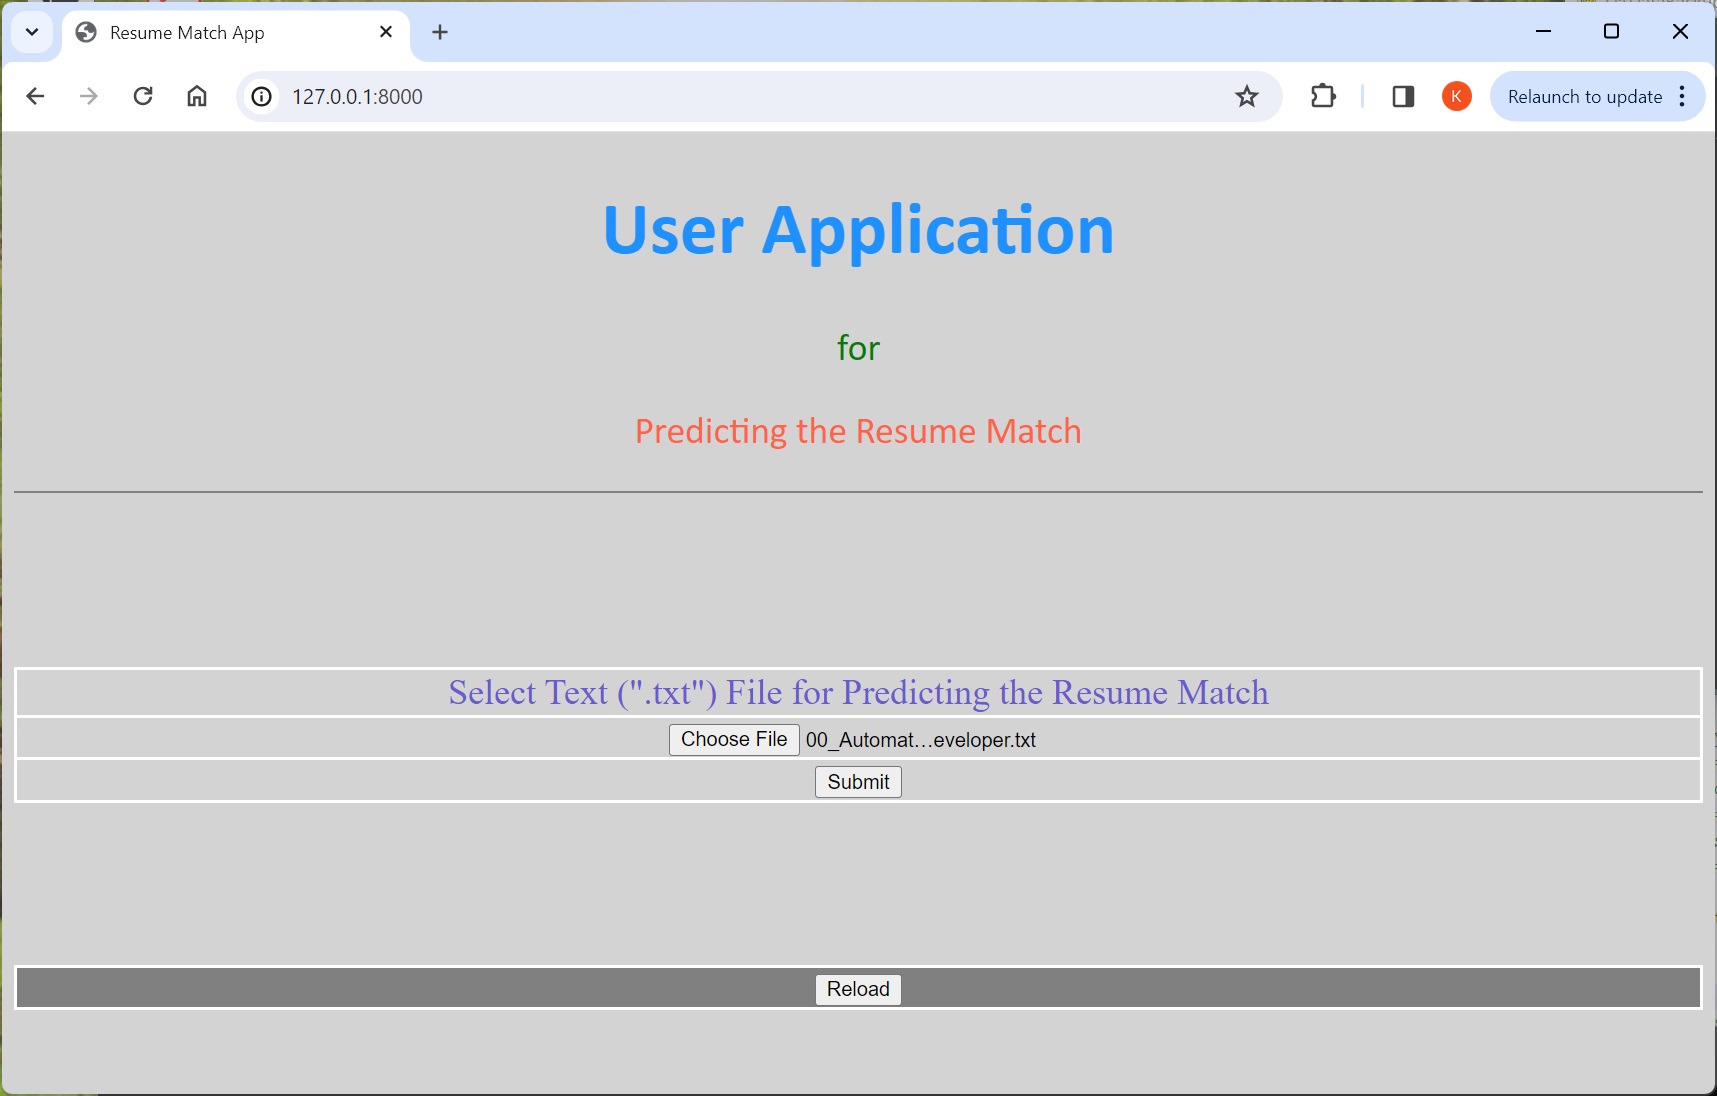 Resume Match App
127.0.0.1:8000
K
Relaunch to update
User Application
for
Predicting the Resume Match
Select Text (".txt") File for Predicting the Resume Match
Choose File 00_Automat…eveloper.txt
Submit
Reload